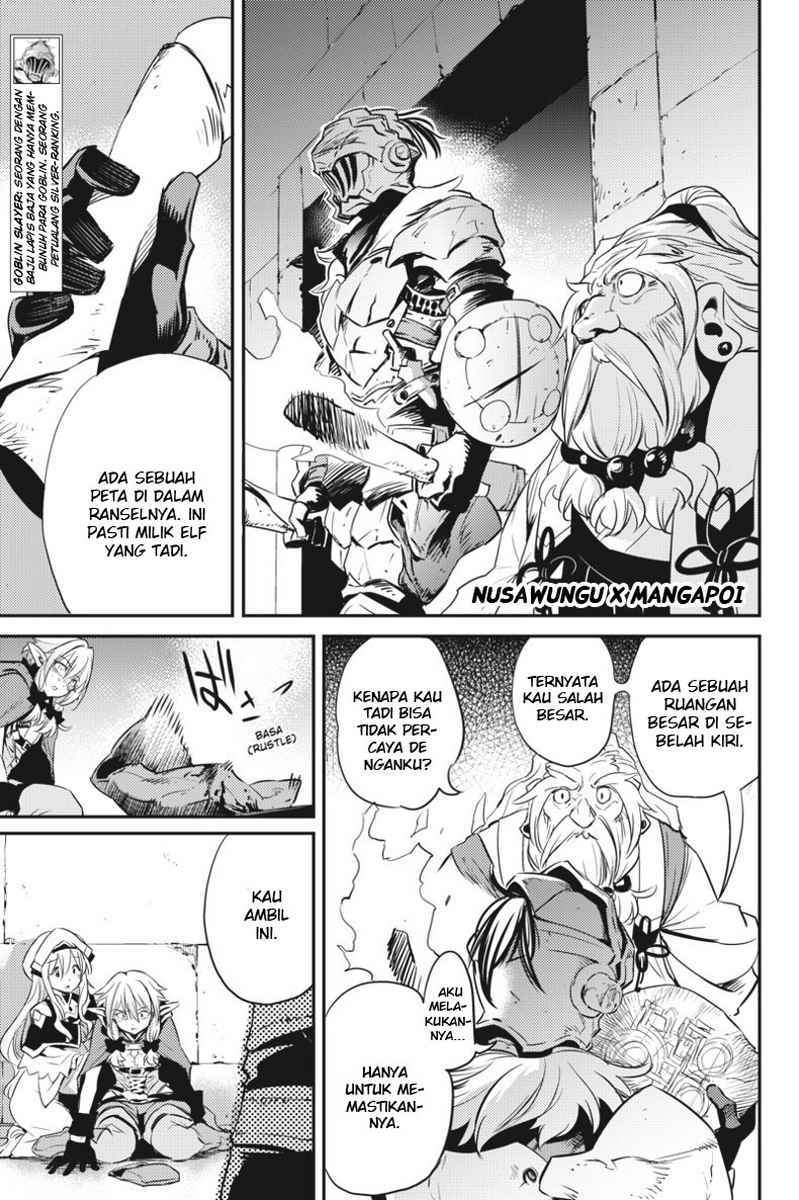 GOBLIN SLAYER: SEORANG DENGAN
BAJU LAPIS BAJA YANG HANYA MEM-
BUNUH PARA GOBLIN. SEORANG
PETUALANG SILVER-RANKING.
NUSAWUNGU X MANGAPOI
ADA SEBUAH
PETA DI DALAM
RANSELNYA. INI
PASTI MILIK ELF
YANG TADI.
ADA SEBUAH
RUANGAN
BESAR DI SE-
BELAH KIRI.
TERNYATA
KAU SALAH
BESAR.
KENAPA KAU
TADI BISA
TIDAK PER-
CAYA DE
NGANKU?
AKU
MELA-
KUKAN-
NYA...
HANYA
UNTUK ME-
MASTIKAN-
NYA.
ばさ
BASA
(RUSTLE)
KAU
AMBIL
INI.